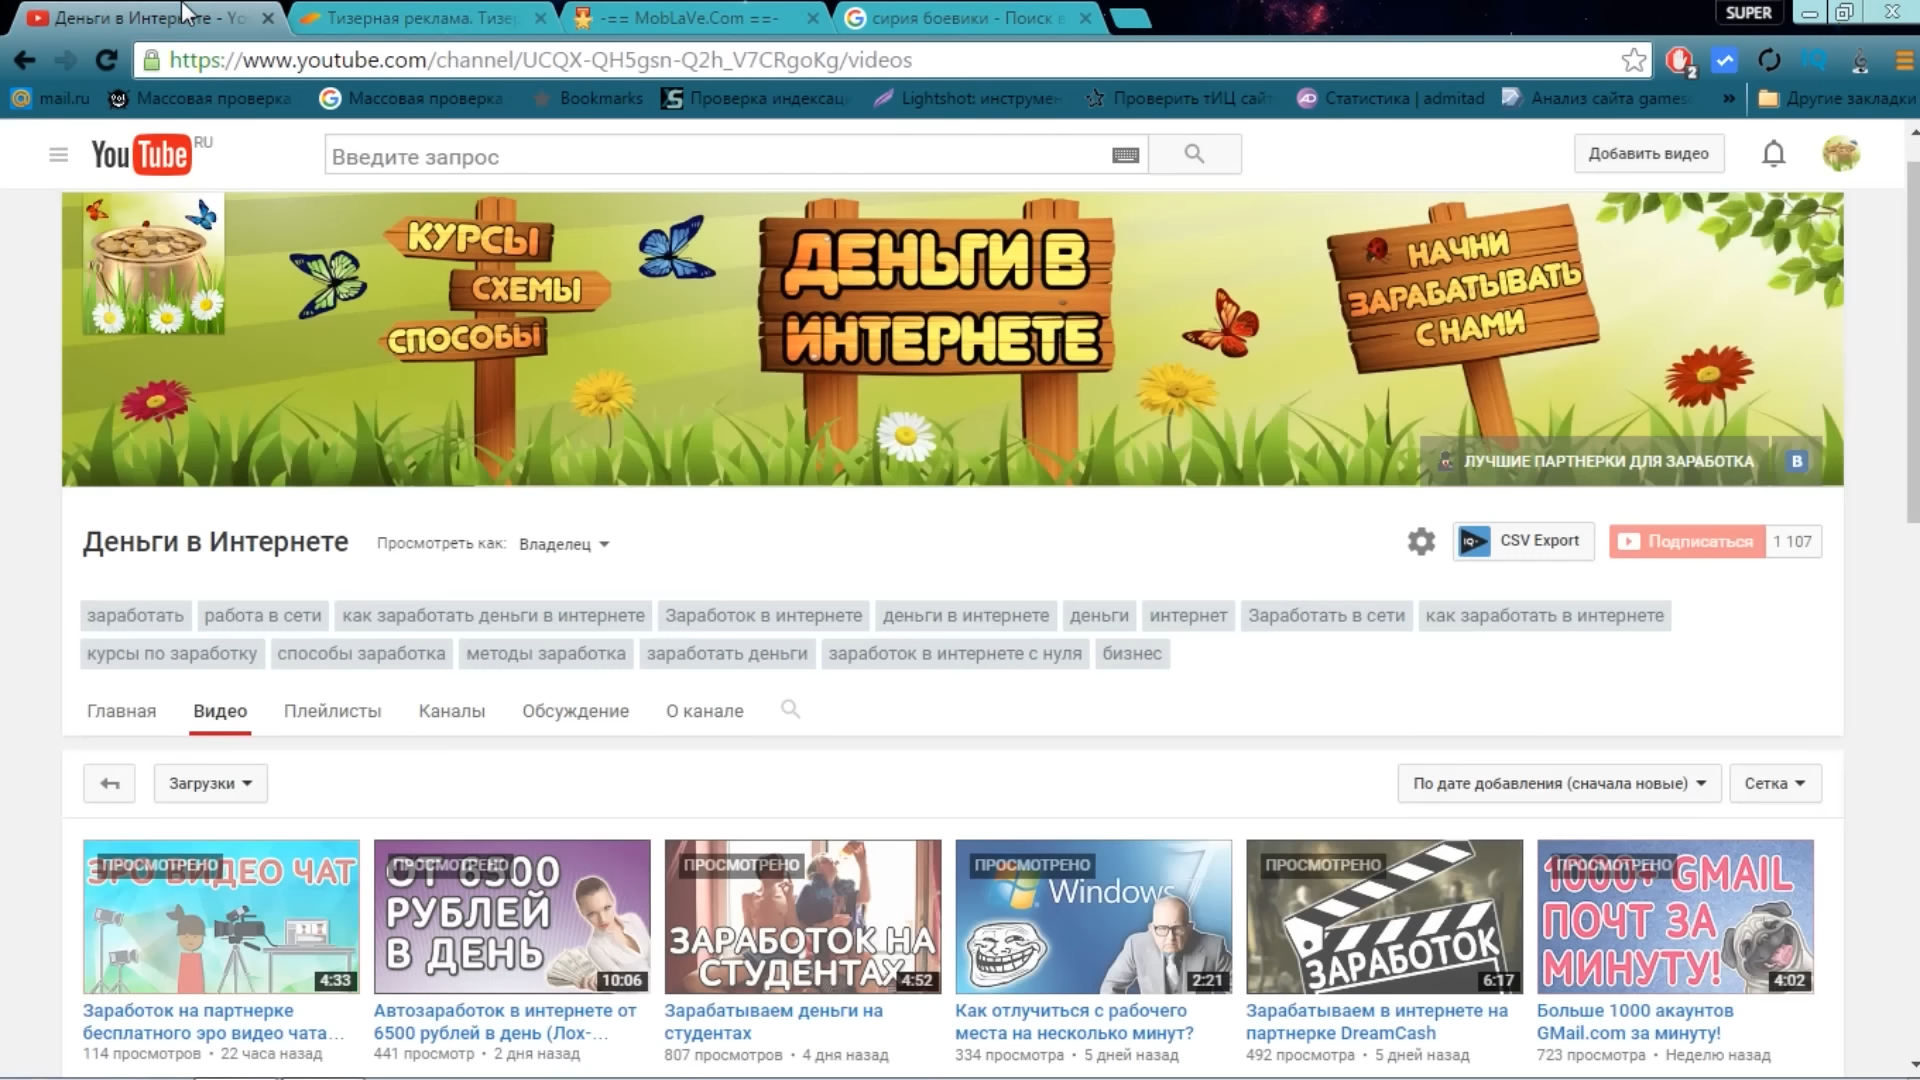 Деньги в Интернете - Yo
Тизерная реклама. Тизе
-== MobLaVe.Com ==-
сирия боевики - Поиск в
SUPER
https://www.youtube.com/channel/UCQX-QH5gsn-Q2h_V7CRgoKg/videos
2
mail.ru
Массовая проверка
Массовая проверка
Bookmarks
Проверка индексац
Lightshot: инструмен
Проверить тИЦ сайт
Статистика | admitad
Анализ сайта games
»
Другие закладки
YouTube RU
Введите запрос
Добавить видео
КУРСЫ
СХЕМЫ
СПОСОБЫ
ДЕНЬГИ В
ИНТЕРНЕТЕ
НАЧНИ
ЗАРАБАТЫВАТЬ
С НАМИ
ЛУЧШИЕ ПАРТНЕРКИ ДЛЯ ЗАРАБОТКА
В
Деньги в Интернете
Просмотреть как: Владелец
IQ
CSV Export
Подписаться 1 107
заработать работа в сети как заработать деньги в интернете Заработок в интернете деньги в интернете деньги интернет Заработать в сети как заработать в интернете
курсы по заработку способы заработка методы заработка заработать деньги заработок в интернете с нуля бизнес
Главная Видео Плейлисты Каналы Обсуждение О канале
Загрузки
По дате добавления (сначала новые)
Сетка
ПРОСМОТРЕНО
ЭРО ВИДЕО ЧАТ
4:33
Заработок на партнерке
бесплатного эро видео чата...
114 просмотров • 22 часа назад
ПРОСМОТРЕНО
ОТ 6500
РУБЛЕЙ
В ДЕНЬ
10:06
Автозаработок в интернете от
6500 рублей в день (Лох-...
441 просмотр • 2 дня назад
ПРОСМОТРЕНО
ЗАРАБОТОК НА
СТУДЕНТАХ
4:52
Зарабатываем деньги на
студентах
807 просмотров • 4 дня назад
ПРОСМОТРЕНО
Windows 7
2:21
Как отлучиться с рабочего
места на несколько минут?
334 просмотра • 5 дней назад
ПРОСМОТРЕНО
ЗАРАБОТОК
6:17
Зарабатываем в интернете на
партнерке DreamCash
492 просмотра • 5 дней назад
ПРОСМОТРЕНО
1000+ GMAIL
ПОЧТ ЗА
МИНУТУ!
4:02
Больше 1000 акаунтов
GMail.com за минуту!
723 просмотра • Неделю назад